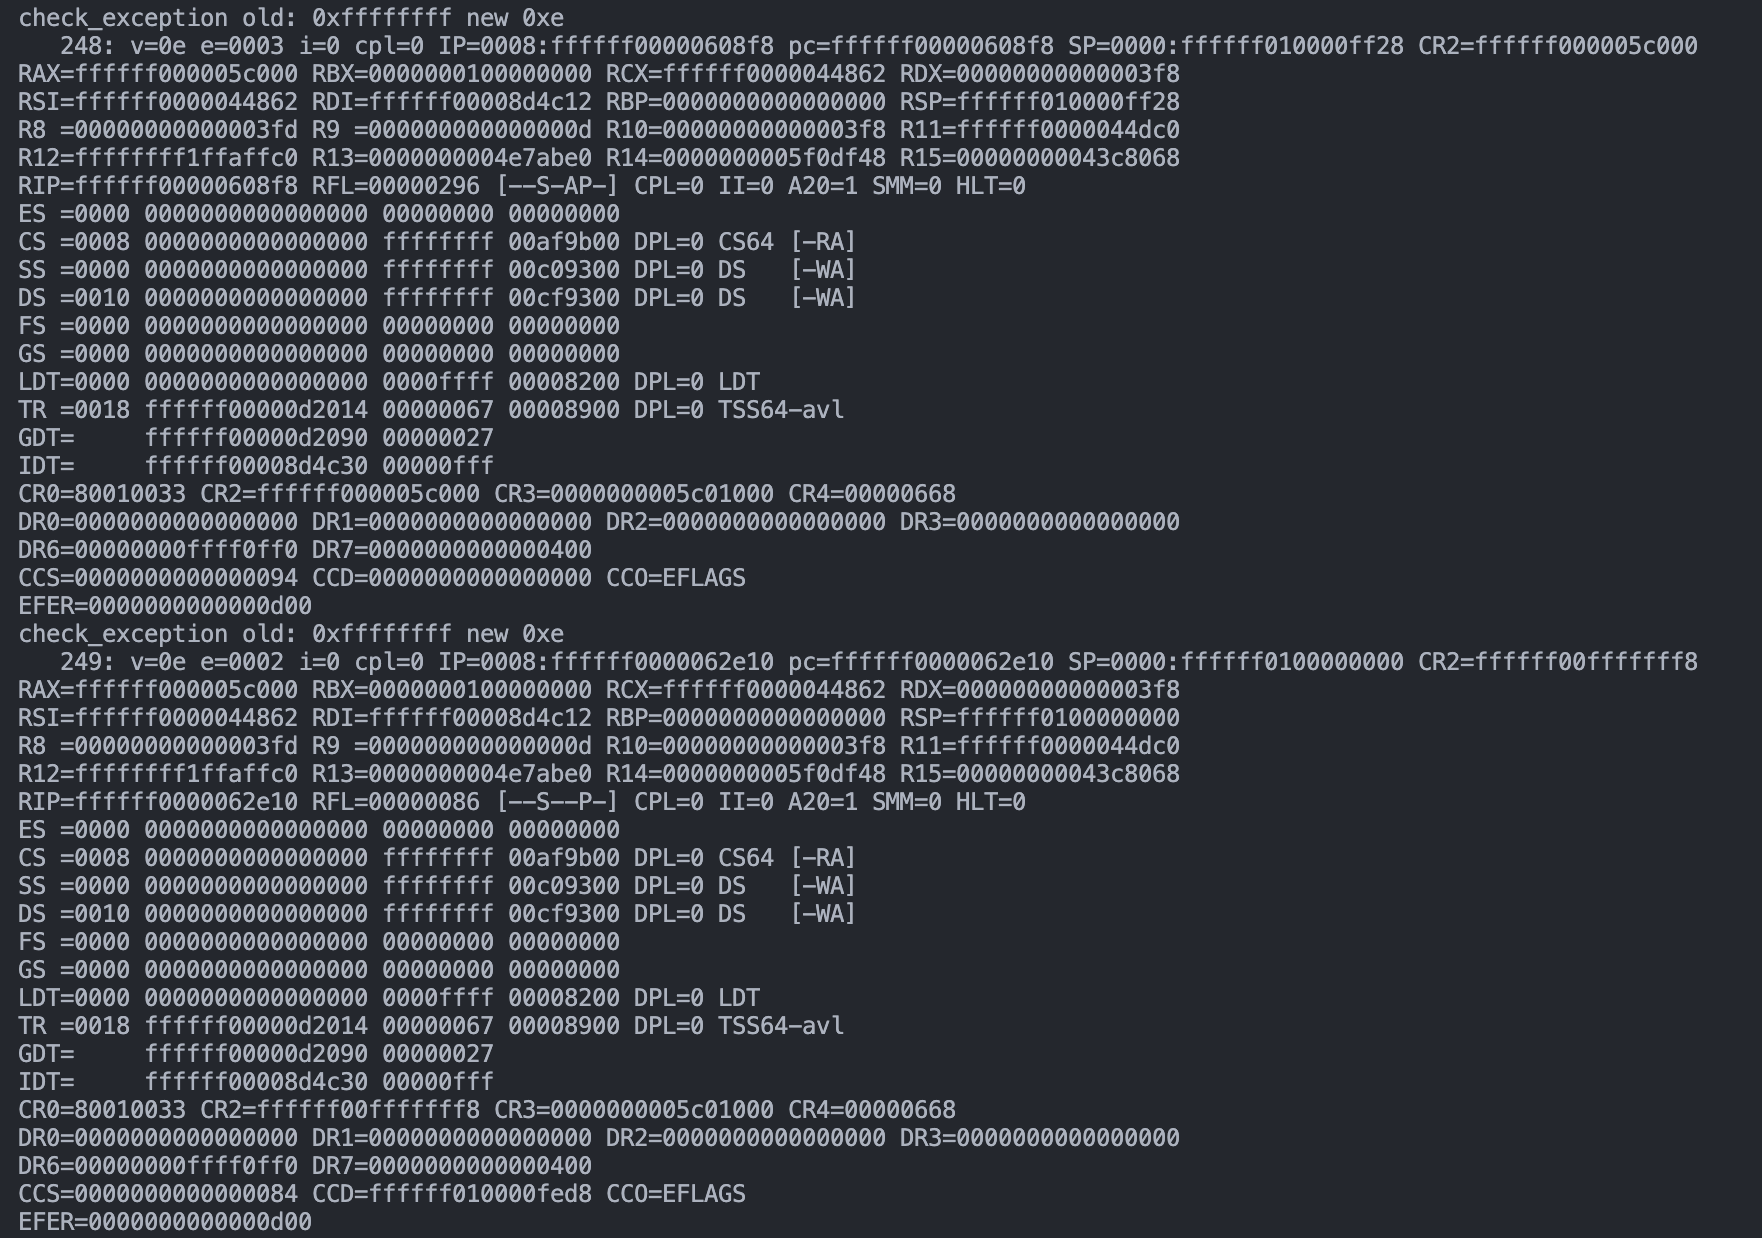 check_exception old: 0xffffffff new 0xe
   248: v=0e e=0003 i=0 cpl=0 IP=0008:ffffff00000608f8 pc=ffffff00000608f8 SP=0000:ffffff010000ff28 CR2=ffffff000005c000
RAX=ffffff000005c000 RBX=0000000100000000 RCX=ffffff0000044862 RDX=00000000000003f8
RSI=ffffff0000044862 RDI=ffffff00008d4c12 RBP=0000000000000000 RSP=ffffff010000ff28
R8 =00000000000003fd R9 =000000000000000d R10=00000000000003f8 R11=ffffff0000044dc0
R12=ffffffff1ffaffc0 R13=0000000004e7abe0 R14=0000000005f0df48 R15=00000000043c8068
RIP=ffffff00000608f8 RFL=00000296 [--S-AP-] CPL=0 II=0 A20=1 SMM=0 HLT=0
ES =0000 0000000000000000 00000000 00000000
CS =0008 0000000000000000 ffffffff 00af9b00 DPL=0 CS64 [-RA]
SS =0000 0000000000000000 ffffffff 00c09300 DPL=0 DS   [-WA]
DS =0010 0000000000000000 ffffffff 00cf9300 DPL=0 DS   [-WA]
FS =0000 0000000000000000 00000000 00000000
GS =0000 0000000000000000 00000000 00000000
LDT=0000 0000000000000000 0000ffff 00008200 DPL=0 LDT
TR =0018 ffffff00000d2014 00000067 00008900 DPL=0 TSS64-avl
GDT=     ffffff00000d2090 00000027
IDT=     ffffff00008d4c30 00000fff
CR0=80010033 CR2=ffffff000005c000 CR3=0000000005c01000 CR4=00000668
DR0=0000000000000000 DR1=0000000000000000 DR2=0000000000000000 DR3=0000000000000000
DR6=00000000ffff0ff0 DR7=0000000000000400
CCS=0000000000000094 CCD=0000000000000000 CCO=EFLAGS
EFER=0000000000000d00
check_exception old: 0xffffffff new 0xe
   249: v=0e e=0002 i=0 cpl=0 IP=0008:ffffff0000062e10 pc=ffffff0000062e10 SP=0000:ffffff0100000000 CR2=ffffff00fffffff8
RAX=ffffff000005c000 RBX=0000000100000000 RCX=ffffff0000044862 RDX=00000000000003f8
RSI=ffffff0000044862 RDI=ffffff00008d4c12 RBP=0000000000000000 RSP=ffffff0100000000
R8 =00000000000003fd R9 =000000000000000d R10=00000000000003f8 R11=ffffff0000044dc0
R12=ffffffff1ffaffc0 R13=0000000004e7abe0 R14=0000000005f0df48 R15=00000000043c8068
RIP=ffffff0000062e10 RFL=00000086 [--S--P-] CPL=0 II=0 A20=1 SMM=0 HLT=0
ES =0000 0000000000000000 00000000 00000000
CS =0008 0000000000000000 ffffffff 00af9b00 DPL=0 CS64 [-RA]
SS =0000 0000000000000000 ffffffff 00c09300 DPL=0 DS   [-WA]
DS =0010 0000000000000000 ffffffff 00cf9300 DPL=0 DS   [-WA]
FS =0000 0000000000000000 00000000 00000000
GS =0000 0000000000000000 00000000 00000000
LDT=0000 0000000000000000 0000ffff 00008200 DPL=0 LDT
TR =0018 ffffff00000d2014 00000067 00008900 DPL=0 TSS64-avl
GDT=     ffffff00000d2090 00000027
IDT=     ffffff00008d4c30 00000fff
CR0=80010033 CR2=ffffff00fffffff8 CR3=0000000005c01000 CR4=00000668
DR0=0000000000000000 DR1=0000000000000000 DR2=0000000000000000 DR3=0000000000000000
DR6=00000000ffff0ff0 DR7=0000000000000400
CCS=0000000000000084 CCD=ffffff010000fed8 CCO=EFLAGS
EFER=0000000000000d00